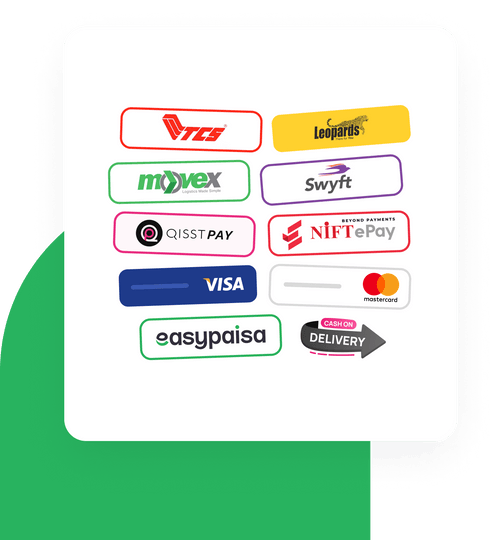 TCS
Leopards
movex
Logistics Made Simple
Swyft
QISSTPAY
BEYOND PAYMENTS
NIFTePay
VISA
mastercard
easypaisa
CASH ON
DELIVERY